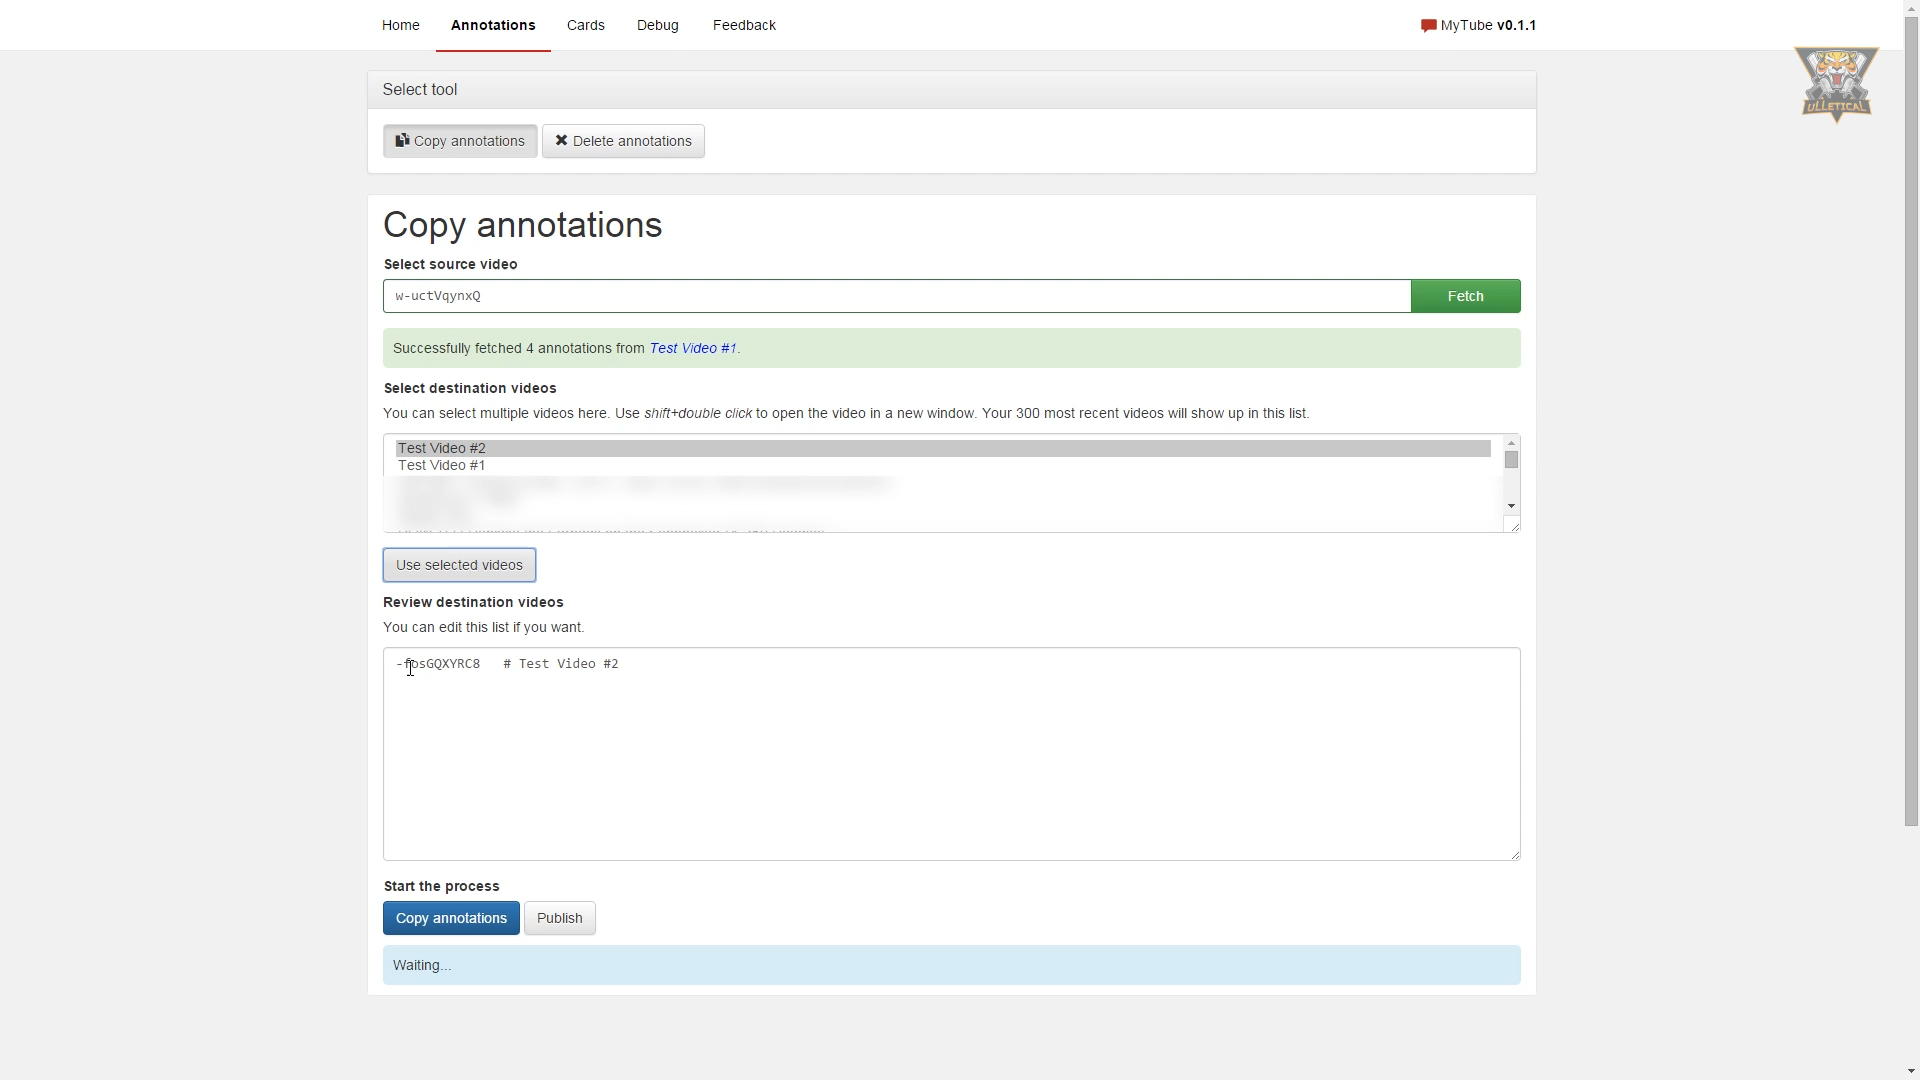 Home Annotations Cards Debug Feedback MyTube v0.1.1
ULLETICAL
Select tool
Copy annotations Delete annotations
Copy annotations
Select source video
w-uctVqynxQ Fetch
Successfully fetched 4 annotations from Test Video #1.
Select destination videos
You can select multiple videos here. Use shift+double click to open the video in a new window. Your 300 most recent videos will show up in this list.
Test Video #2
Test Video #1
Use selected videos
Review destination videos
You can edit this list if you want.
# Test Video #2
Start the process
Copy annotations Publish
Waiting...